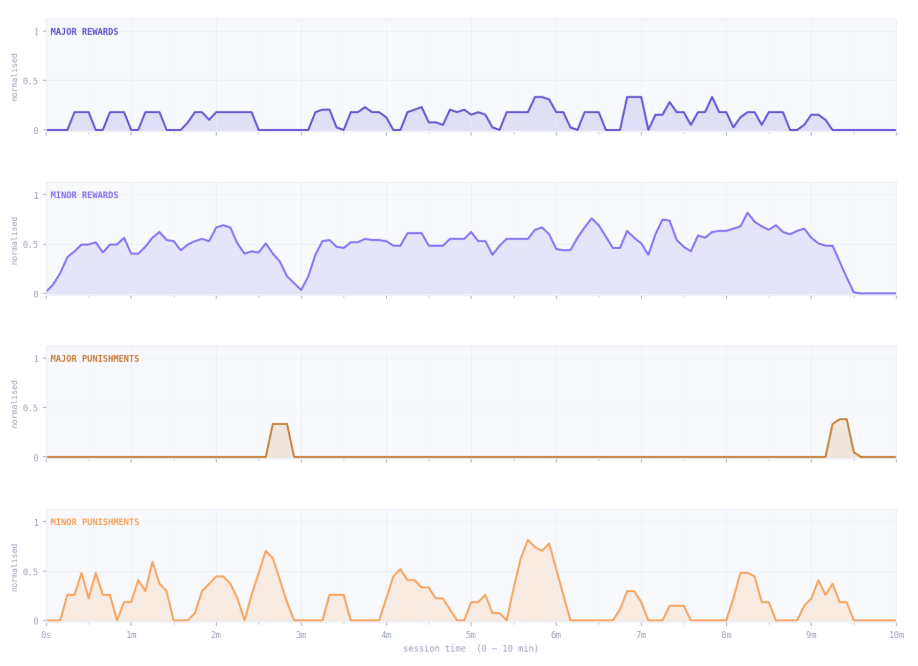 MAJOR REWARDS
normalised
1
0.5
0
MINOR REWARDS
normalised
1
0.5
0
MAJOR PUNISHMENTS
normalised
1
0.5
0
MINOR PUNISHMENTS
normalised
1
0.5
0
0s 1m 2m 3m 4m 5m 6m 7m 8m 9m 10m
session time (0 — 10 min)